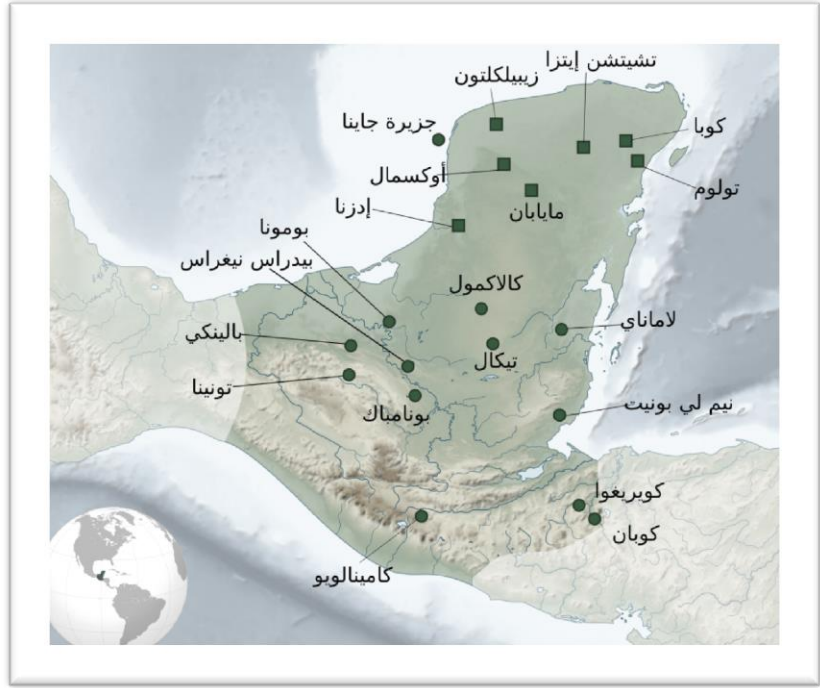 تشيتشن إيتزا
زيبيلكلتون
جزيرة جاينا
كوبا
أوكسمال
تولوم
إدزنا
مايابان
بومونا
بيدراس نيغراس
كالاكمول
لاماناي
بالينكي
تيكال
تونينا
بونامباك
نيم لي بونيت
كويريغوا
كوبان
كامينالويو